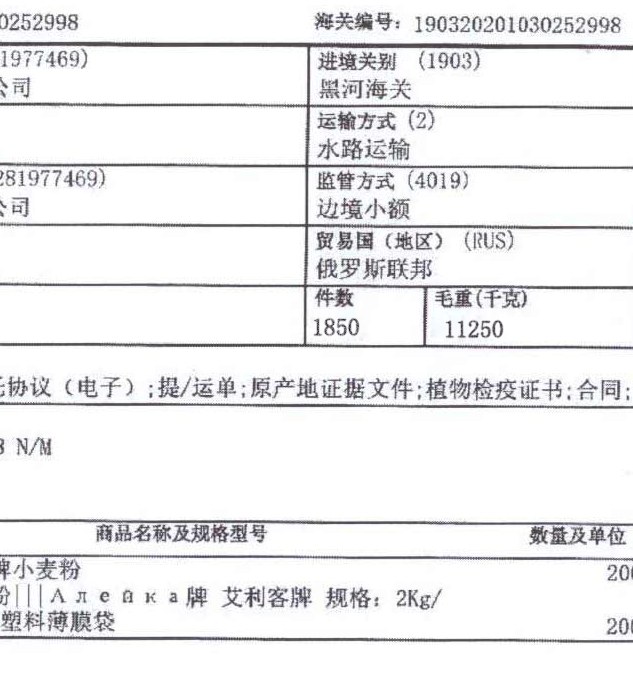 0252998 海关编号：190320201030252998
1977469) 进境关别 (1903)
公司 黑河海关
运输方式 (2)
水路运输
281977469) 监管方式 (4019)
公司 边境小额
贸易国（地区） (RUS)
俄罗斯联邦
件数 毛重(千克)
1850 11250
协议（电子）;提/运单;原产地证据文件;植物检疫证书;合同;
N/M
商品名称及规格型号 数量及单位
牌小麦粉 200
粉|||Алейка牌 艾利客牌 规格：2Kg/
塑料薄膜袋 200